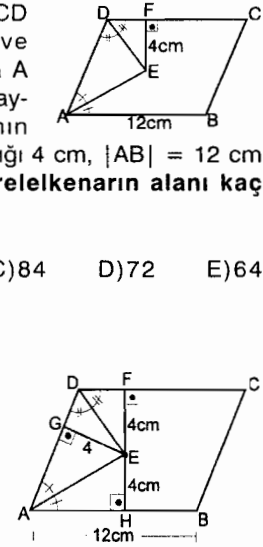 D F C
CD
ve
4cm
A
E
ay-
nın
A 12cm B
ığı 4 cm, |AB| = 12 cm
relelkenarın alanı kaç
C)84 D)72 E)64
D F C
G
4cm
4 E
4cm
A H B
12cm